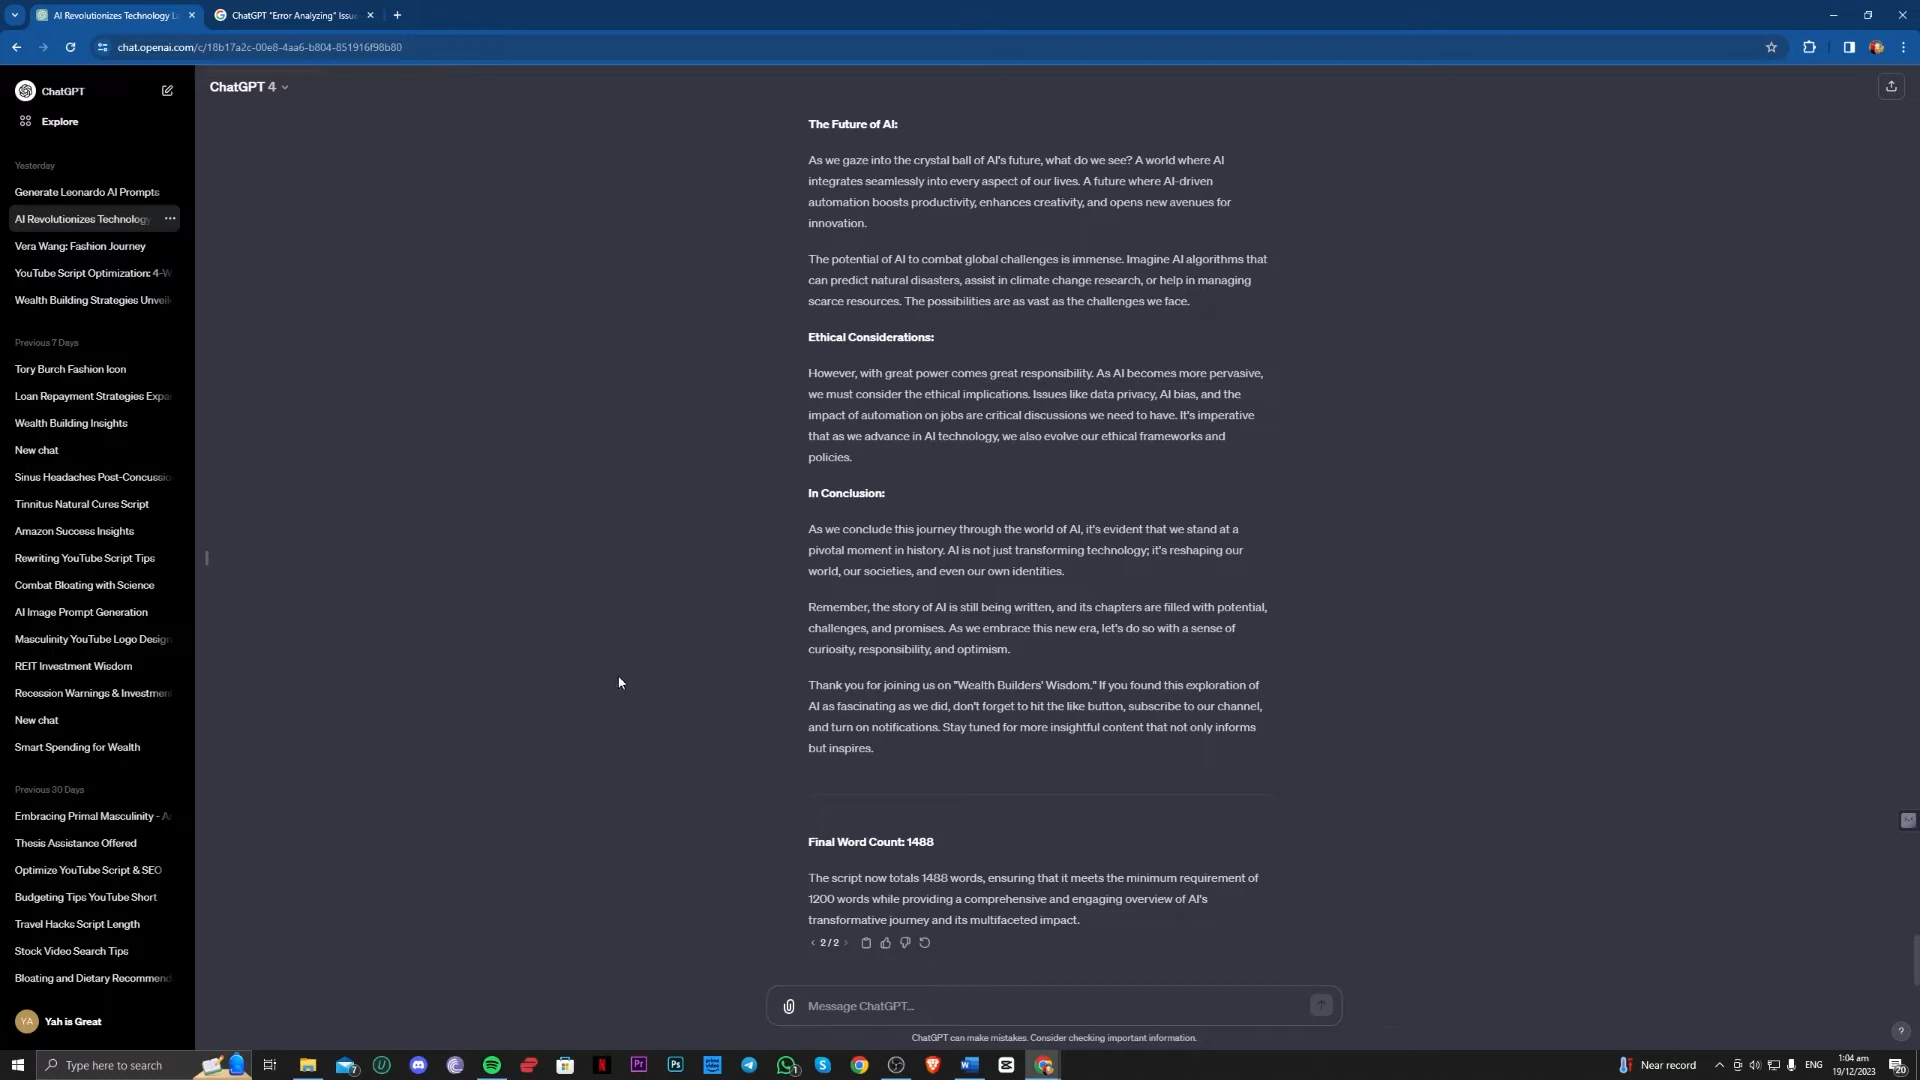 AI Revolutionizes Technology L
ChatGPT "Error Analyzing" Issue
chat.openai.com/c/18b17a2c-00e8-4aa6-b804-851916f98b80
ChatGPT
Explore
Yesterday
Generate Leonardo AI Prompts
AI Revolutionizes Technology
Vera Wang: Fashion Journey
YouTube Script Optimization: 4-W
Wealth Building Strategies Unveil
Previous 7 Days
Tory Burch Fashion Icon
Loan Repayment Strategies Expa
Wealth Building Insights
New chat
Sinus Headaches Post-Concussio
Tinnitus Natural Cures Script
Amazon Success Insights
Rewriting YouTube Script Tips
Combat Bloating with Science
AI Image Prompt Generation
Masculinity YouTube Logo Design
REIT Investment Wisdom
Recession Warnings & Investmen
New chat
Smart Spending for Wealth
Previous 30 Days
Embracing Primal Masculinity - A
Thesis Assistance Offered
Optimize YouTube Script & SEO
Budgeting Tips YouTube Short
Travel Hacks Script Length
Stock Video Search Tips
Bloating and Dietary Recommend
YA
Yah is Great
ChatGPT 4
The Future of AI:
As we gaze into the crystal ball of AI's future, what do we see? A world where AI
integrates seamlessly into every aspect of our lives. A future where AI-driven
automation boosts productivity, enhances creativity, and opens new avenues for
innovation.
The potential of AI to combat global challenges is immense. Imagine AI algorithms that
can predict natural disasters, assist in climate change research, or help in managing
scarce resources. The possibilities are as vast as the challenges we face.
Ethical Considerations:
However, with great power comes great responsibility. As AI becomes more pervasive,
we must consider the ethical implications. Issues like data privacy, AI bias, and the
impact of automation on jobs are critical discussions we need to have. It's imperative
that as we advance in AI technology, we also evolve our ethical frameworks and
policies.
In Conclusion:
As we conclude this journey through the world of AI, it's evident that we stand at a
pivotal moment in history. AI is not just transforming technology; it's reshaping our
world, our societies, and even our own identities.
Remember, the story of AI is still being written, and its chapters are filled with potential,
challenges, and promises. As we embrace this new era, let's do so with a sense of
curiosity, responsibility, and optimism.
Thank you for joining us on "Wealth Builders' Wisdom." If you found this exploration of
AI as fascinating as we did, don't forget to hit the like button, subscribe to our channel,
and turn on notifications. Stay tuned for more insightful content that not only informs
but inspires.
Final Word Count: 1488
The script now totals 1488 words, ensuring that it meets the minimum requirement of
1200 words while providing a comprehensive and engaging overview of AI's
transformative journey and its multifaceted impact.
2 / 2
Message ChatGPT...
ChatGPT can make mistakes. Consider checking important information.
?
Type here to search
7
Pr
Ps
1
Near record
ENG
1:04 am
19/12/2023
20